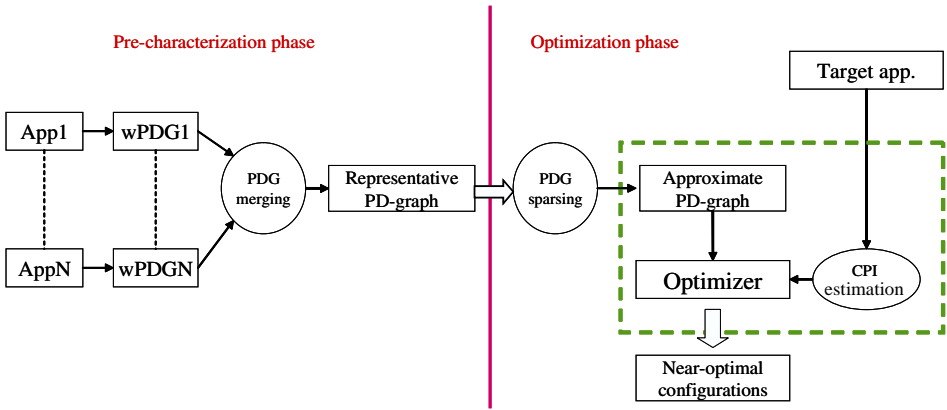 Pre-characterization phase
Optimization phase
Target app.
App1
wPDG1
PDG
merging
Representative
PD-graph
PDG
sparsing
Approximate
PD-graph
AppN
wPDGN
Optimizer
CPI
estimation
Near-optimal
configurations